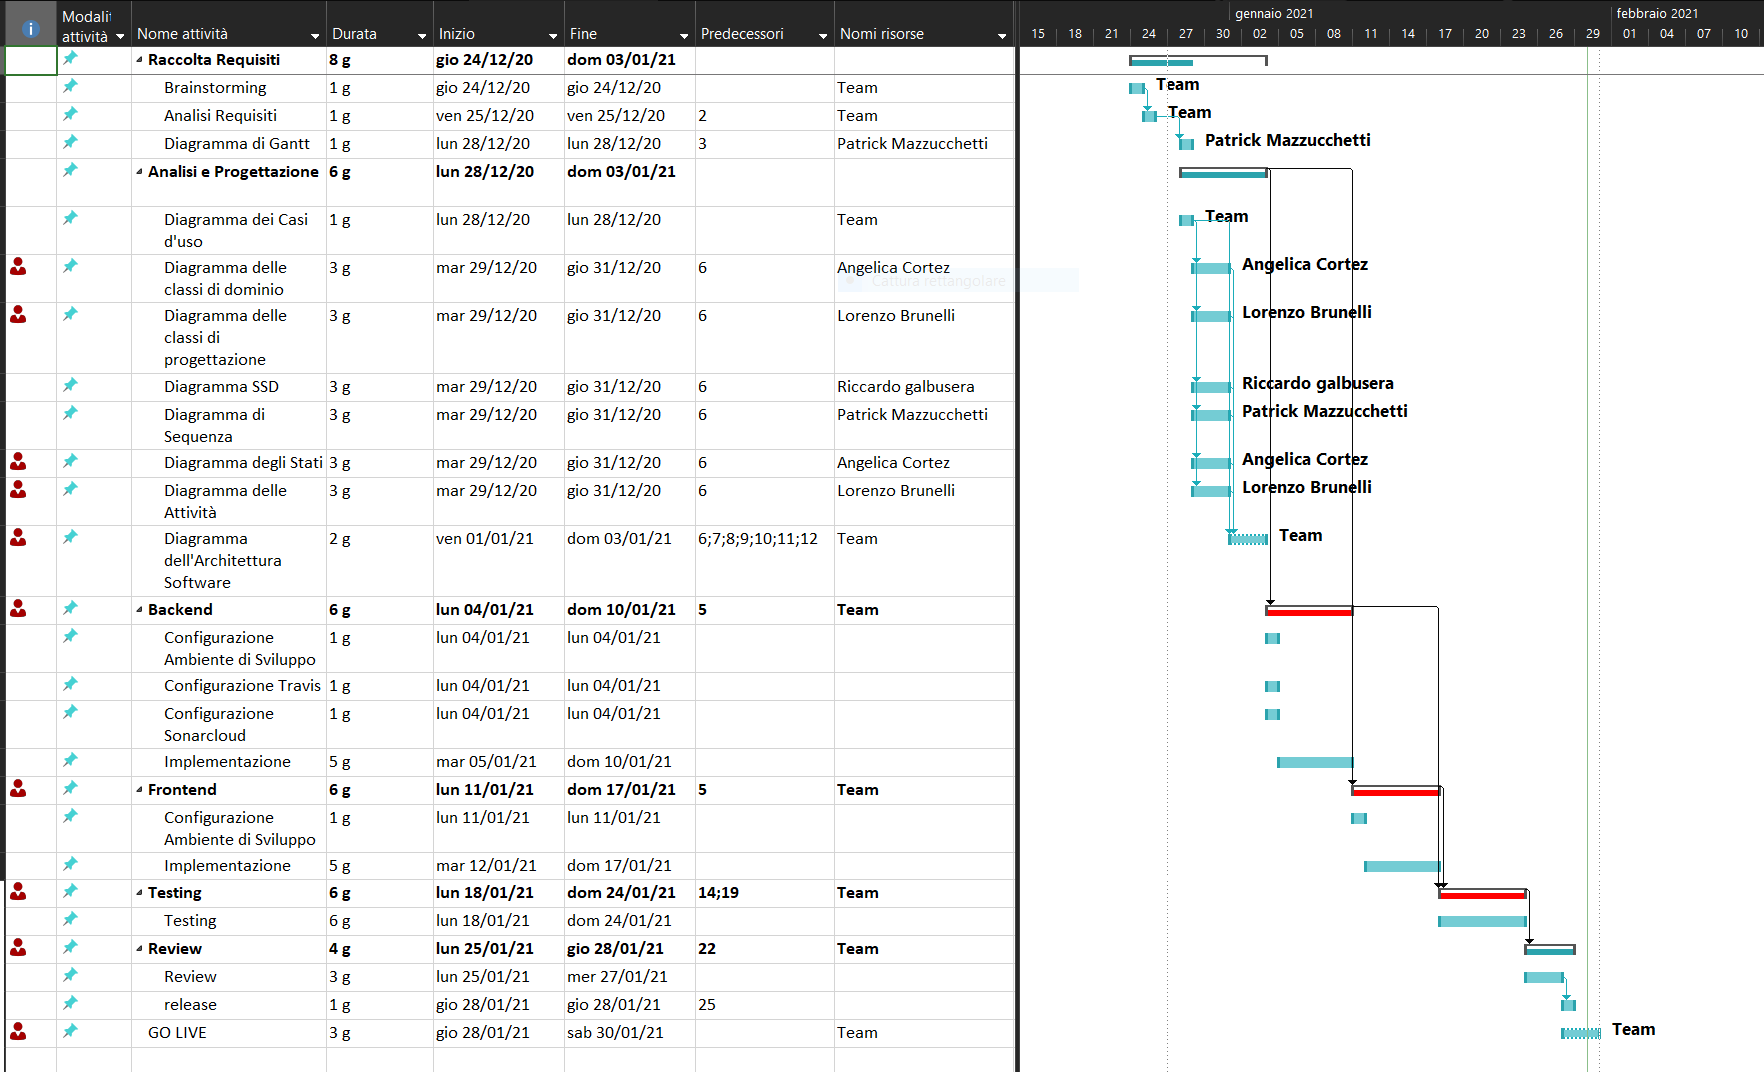 Modalit
attività
Nome attività
Durata
Inizio
Fine
Predecessori
Nomi risorse
gennaio 2021
febbraio 2021
15 18 21 24 27 30 02 05 08 11 14 17 20 23 26 29 01 04 07 10
Raccolta Requisiti 8 g gio 24/12/20 dom 03/01/21
Brainstorming 1 g gio 24/12/20 gio 24/12/20 Team Team
Analisi Requisiti 1 g ven 25/12/20 ven 25/12/20 2 Team Team
Diagramma di Gantt 1 g lun 28/12/20 lun 28/12/20 3 Patrick Mazzucchetti Patrick Mazzucchetti
Analisi e Progettazione 6 g lun 28/12/20 dom 03/01/21
Diagramma dei Casi 1 g lun 28/12/20 lun 28/12/20 Team Team
d'uso
Diagramma delle 3 g mar 29/12/20 gio 31/12/20 6 Angelica Cortez Angelica Cortez
Cattura rettangolare
classi di dominio
Diagramma delle 3 g mar 29/12/20 gio 31/12/20 6 Lorenzo Brunelli Lorenzo Brunelli
classi di
progettazione
Diagramma SSD 3 g mar 29/12/20 gio 31/12/20 6 Riccardo galbusera Riccardo galbusera
Diagramma di 3 g mar 29/12/20 gio 31/12/20 6 Patrick Mazzucchetti Patrick Mazzucchetti
Sequenza
Diagramma degli Stati 3 g mar 29/12/20 gio 31/12/20 6 Angelica Cortez Angelica Cortez
Diagramma delle 3 g mar 29/12/20 gio 31/12/20 6 Lorenzo Brunelli Lorenzo Brunelli
Attività
Diagramma 2 g ven 01/01/21 dom 03/01/21 6;7;8;9;10;11;12 Team Team
dell'Architettura
Software
Backend 6 g lun 04/01/21 dom 10/01/21 5 Team
Configurazione 1 g lun 04/01/21 lun 04/01/21
Ambiente di Sviluppo
Configurazione Travis 1 g lun 04/01/21 lun 04/01/21
Configurazione 1 g lun 04/01/21 lun 04/01/21
Sonarcloud
Implementazione 5 g mar 05/01/21 dom 10/01/21
Frontend 6 g lun 11/01/21 dom 17/01/21 5 Team
Configurazione 1 g lun 11/01/21 lun 11/01/21
Ambiente di Sviluppo
Implementazione 5 g mar 12/01/21 dom 17/01/21
Testing 6 g lun 18/01/21 dom 24/01/21 14;19 Team
Testing 6 g lun 18/01/21 dom 24/01/21
Review 4 g lun 25/01/21 gio 28/01/21 22 Team
Review 3 g lun 25/01/21 mer 27/01/21
release 1 g gio 28/01/21 gio 28/01/21 25
GO LIVE 3 g gio 28/01/21 sab 30/01/21 Team Team